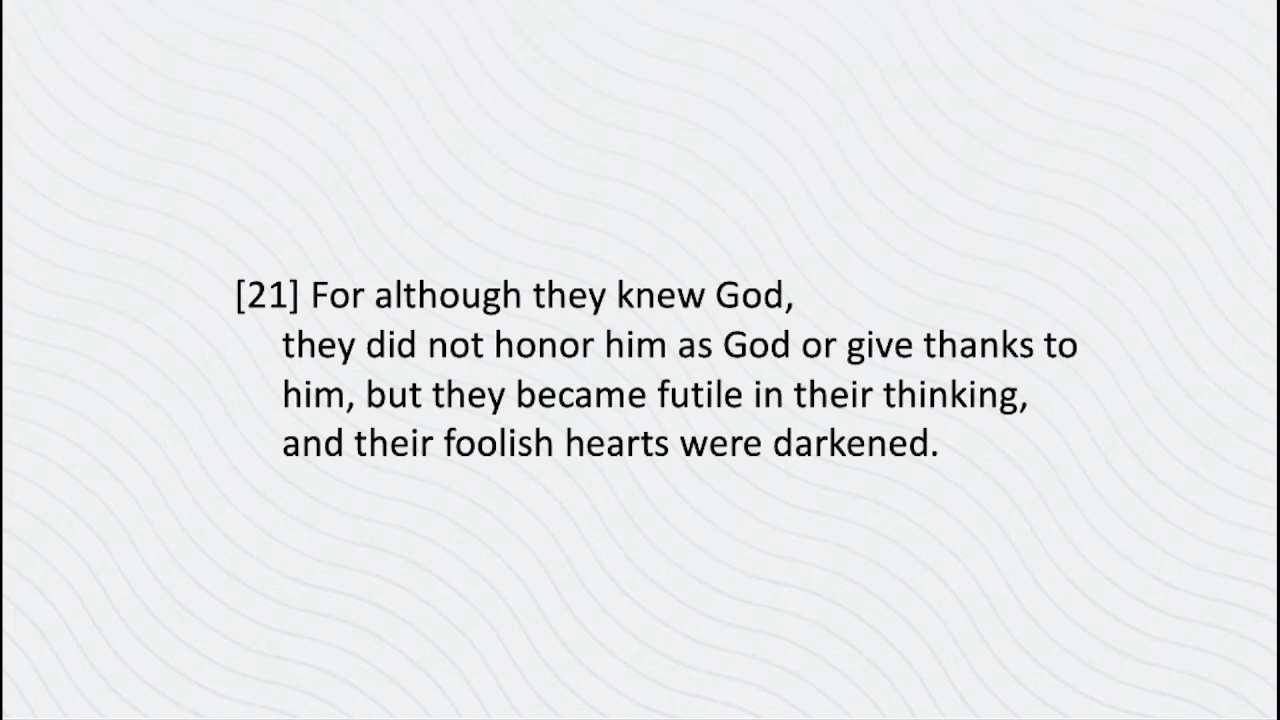 [21] For although they knew God,
they did not honor him as God or give thanks to
him, but they became futile in their thinking,
and their foolish hearts were darkened.